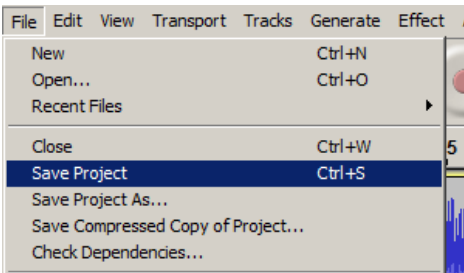 File Edit View Transport Tracks Generate Effect
New Ctrl+N
Open... Ctrl+O
Recent Files
Close Ctrl+W
5
Save Project Ctrl+S
Save Project As...
Save Compressed Copy of Project...
Check Dependencies...